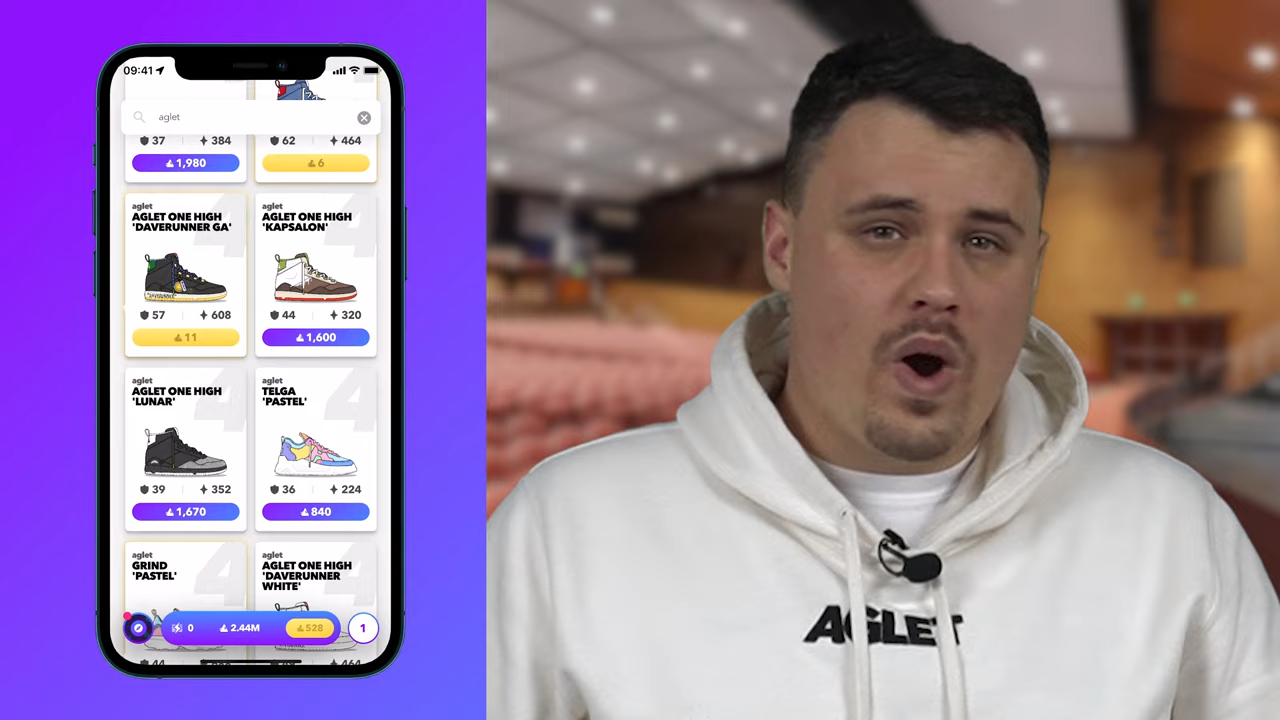 09:41
aglet
37 384
62 464
1,980
6
aglet
AGLET ONE HIGH
'DAVERUNNER GA'
57 608
11
aglet
AGLET ONE HIGH
'KAPSALON'
44 320
1,600
aglet
AGLET ONE HIGH
'LUNAR'
39 352
1,670
aglet
TELGA
'PASTEL'
36 224
840
aglet
GRIND
'PASTEL'
aglet
AGLET ONE HIGH
'DAVERUNNER
WHITE'
0 2.44M 528
1
44
464
AGLET